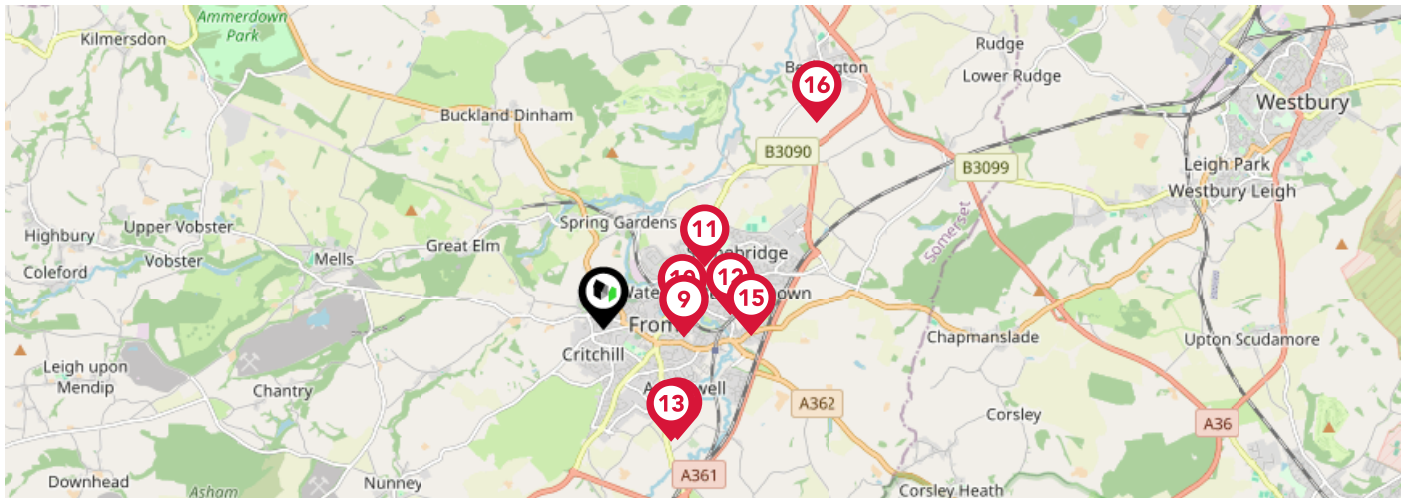 Ammerdown
Park
Kilmersdon
Rudge
Lower Rudge
16
Westbury
Buckland Dinham
B3090
B3099
Leigh Park
Westbury Leigh
Somerset
Spring Gardens
11
Upper Vobster
Highbury
Great Elm
Vobster
Mells
Coleford
10
12
9
15
Chapmanslade
Upton Scudamore
Critchill
Leigh upon
Mendip
Chantry
13
A362
Corsley
A36
A361
Downhead
Nunney
Asham
Corsley Heath